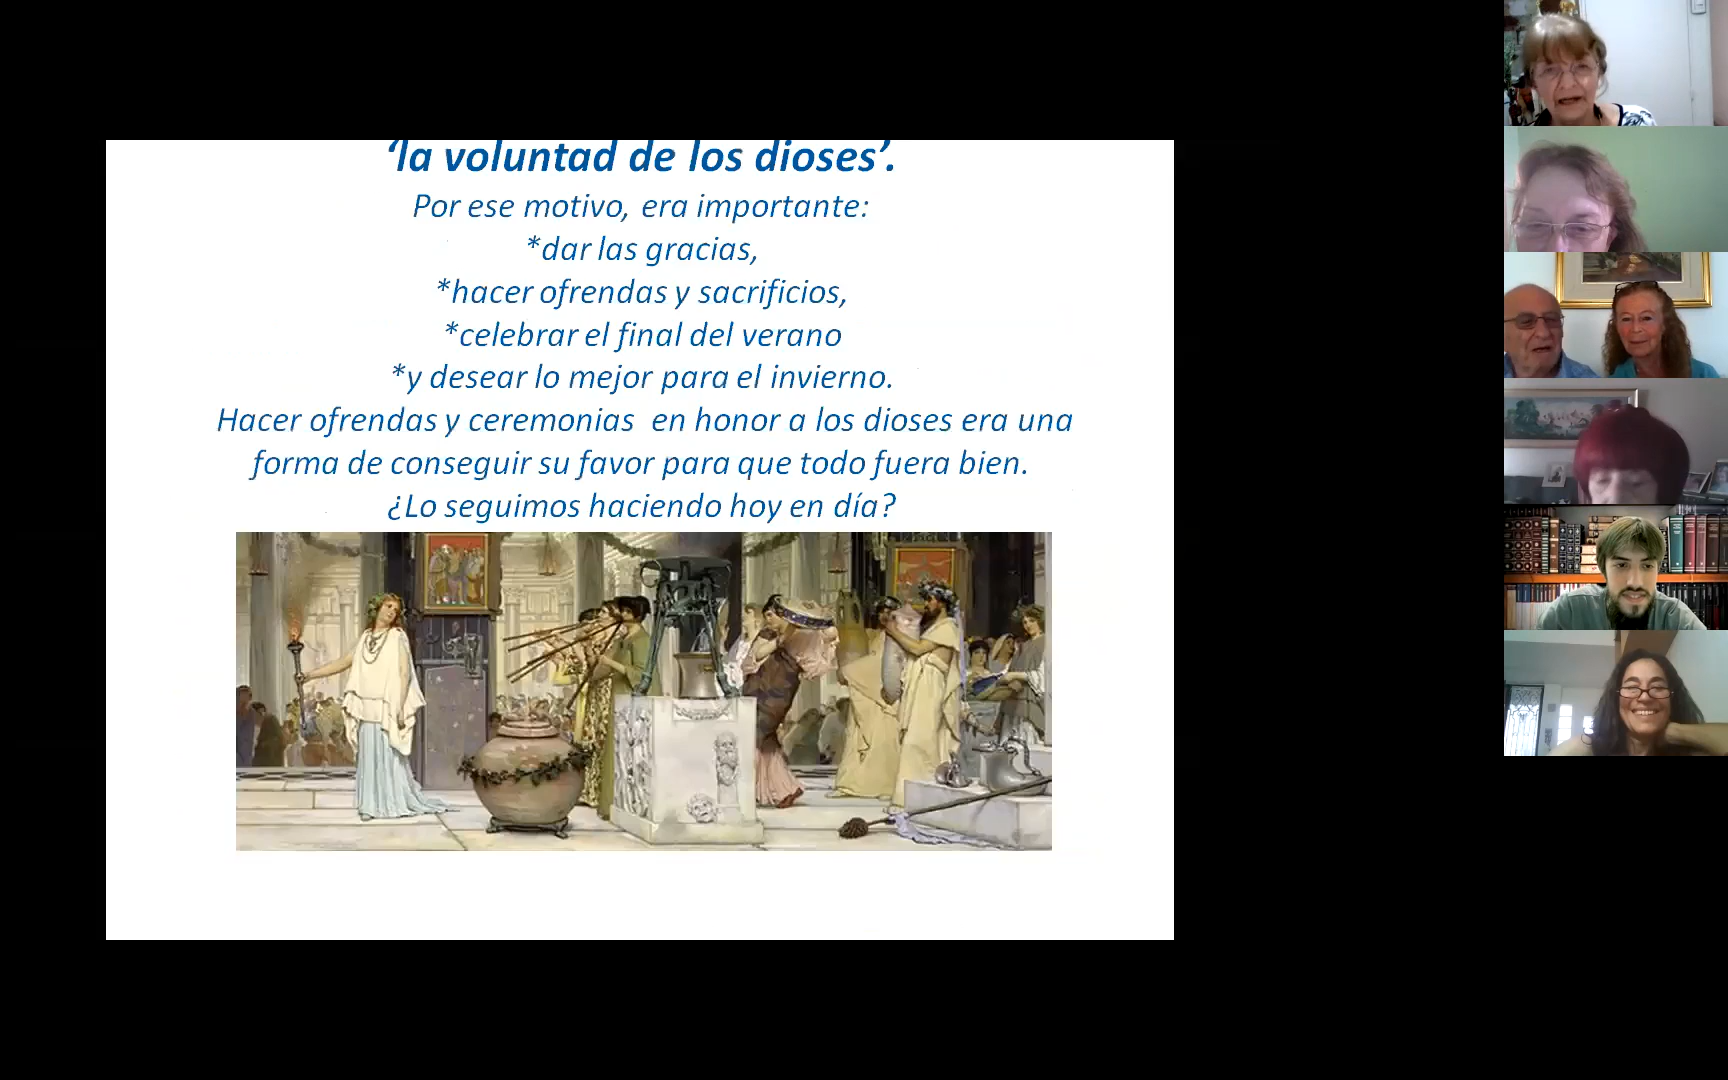 ‘la voluntad de los dioses’.
Por ese motivo, era importante:
*dar las gracias,
*hacer ofrendas y sacrificios,
*celebrar el final del verano
*y desear lo mejor para el invierno.
Hacer ofrendas y ceremonias  en honor a los dioses era una
forma de conseguir su favor para que todo fuera bien.
¿Lo seguimos haciendo hoy en día?